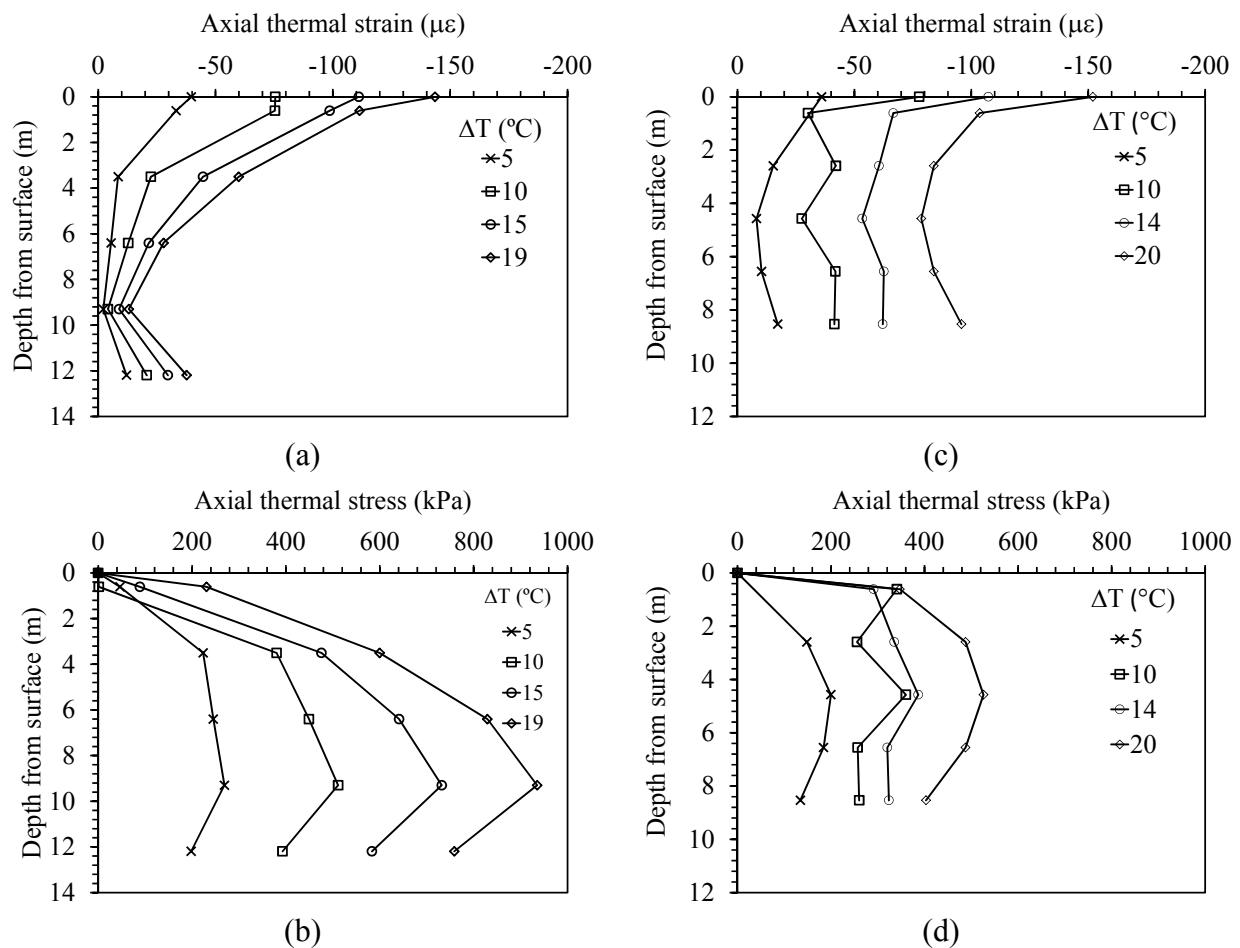 Axial thermal strain (με)
0 -50 -100 -150 -200
0
2
4
6
8
10
12
14
Depth from surface (m)
ΔT (ºC)
5
10
15
19
(a)
Axial thermal strain (με)
0 -50 -100 -150 -200
0
2
4
6
8
10
12
Depth from surface (m)
ΔT (°C)
5
10
14
20
(c)
Axial thermal stress (kPa)
0 200 400 600 800 1000
0
2
4
6
8
10
12
14
Depth from surface (m)
ΔT (ºC)
5
10
15
19
(b)
Axial thermal stress (kPa)
0 200 400 600 800 1000
0
2
4
6
8
10
12
Depth from surface (m)
ΔT (°C)
5
10
14
20
(d)